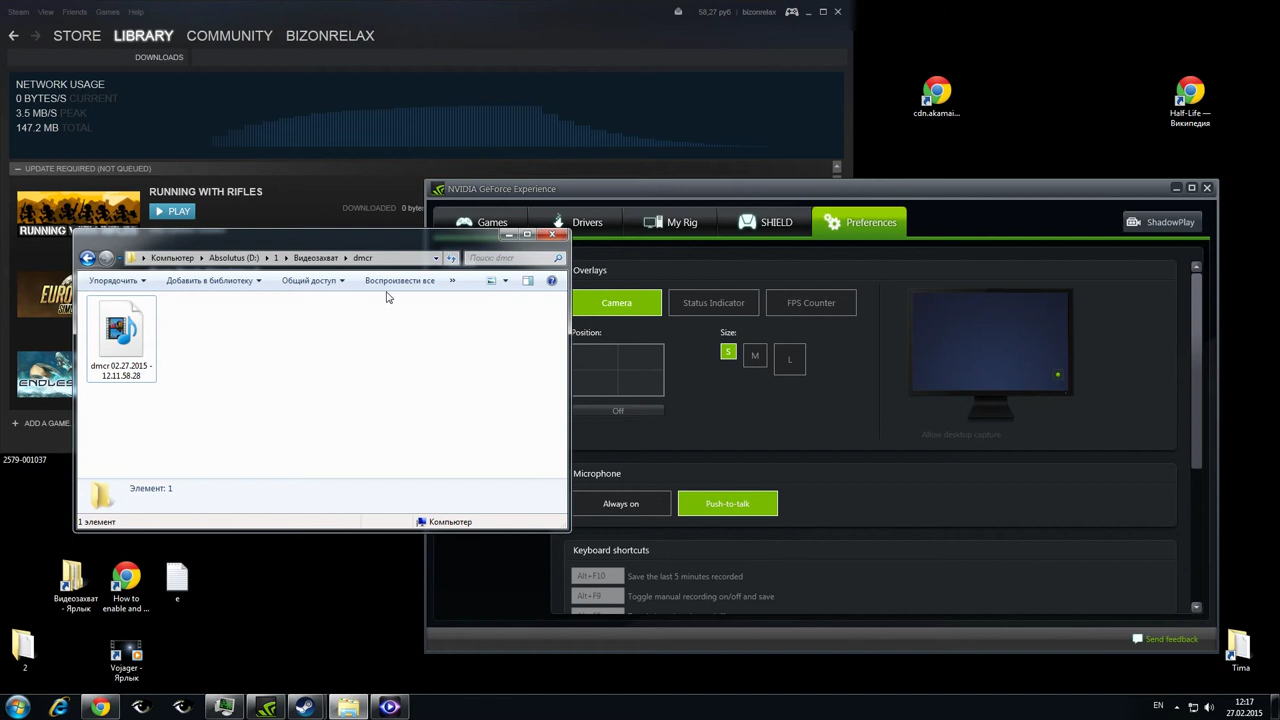 Steam View Friends Games Help
58,27 руб bizonrelax
STORE LIBRARY COMMUNITY BIZONRELAX
DOWNLOADS
NETWORK USAGE
0 BYTES/S CURRENT
3.5 MB/S PEAK
147.2 MB TOTAL
UPDATE REQUIRED (NOT QUEUED)
RUNNING WITH RIFLES
PLAY
DOWNLOADED 0 bytes
ADD A GAME
2579-001037
cdn.akamai...
Half-Life —
Википедия
NVIDIA GeForce Experience
Games Drivers My Rig SHIELD Preferences ShadowPlay
Overlays
Camera Status Indicator FPS Counter
Position: Size:
S M L
Off
Allow desktop capture
Microphone
Always on Push-to-talk
Keyboard shortcuts
Alt+F10 Save the last 5 minutes recorded
Alt+F9 Toggle manual recording on/off and save
Send feedback
Компьютер Absolutus (D:) 1 Видеозахват dmcr Поиск: dmcr
Упорядочить Добавить в библиотеку Общий доступ Воспроизвести все »
dmcr 02.27.2015 -
12.11.58.28
Элемент: 1
1 элемент Компьютер
Видеозахват
- Ярлык
How to
enable and ...
e
2
Vojager -
Ярлык
Tima
EN
12:17
27.02.2015